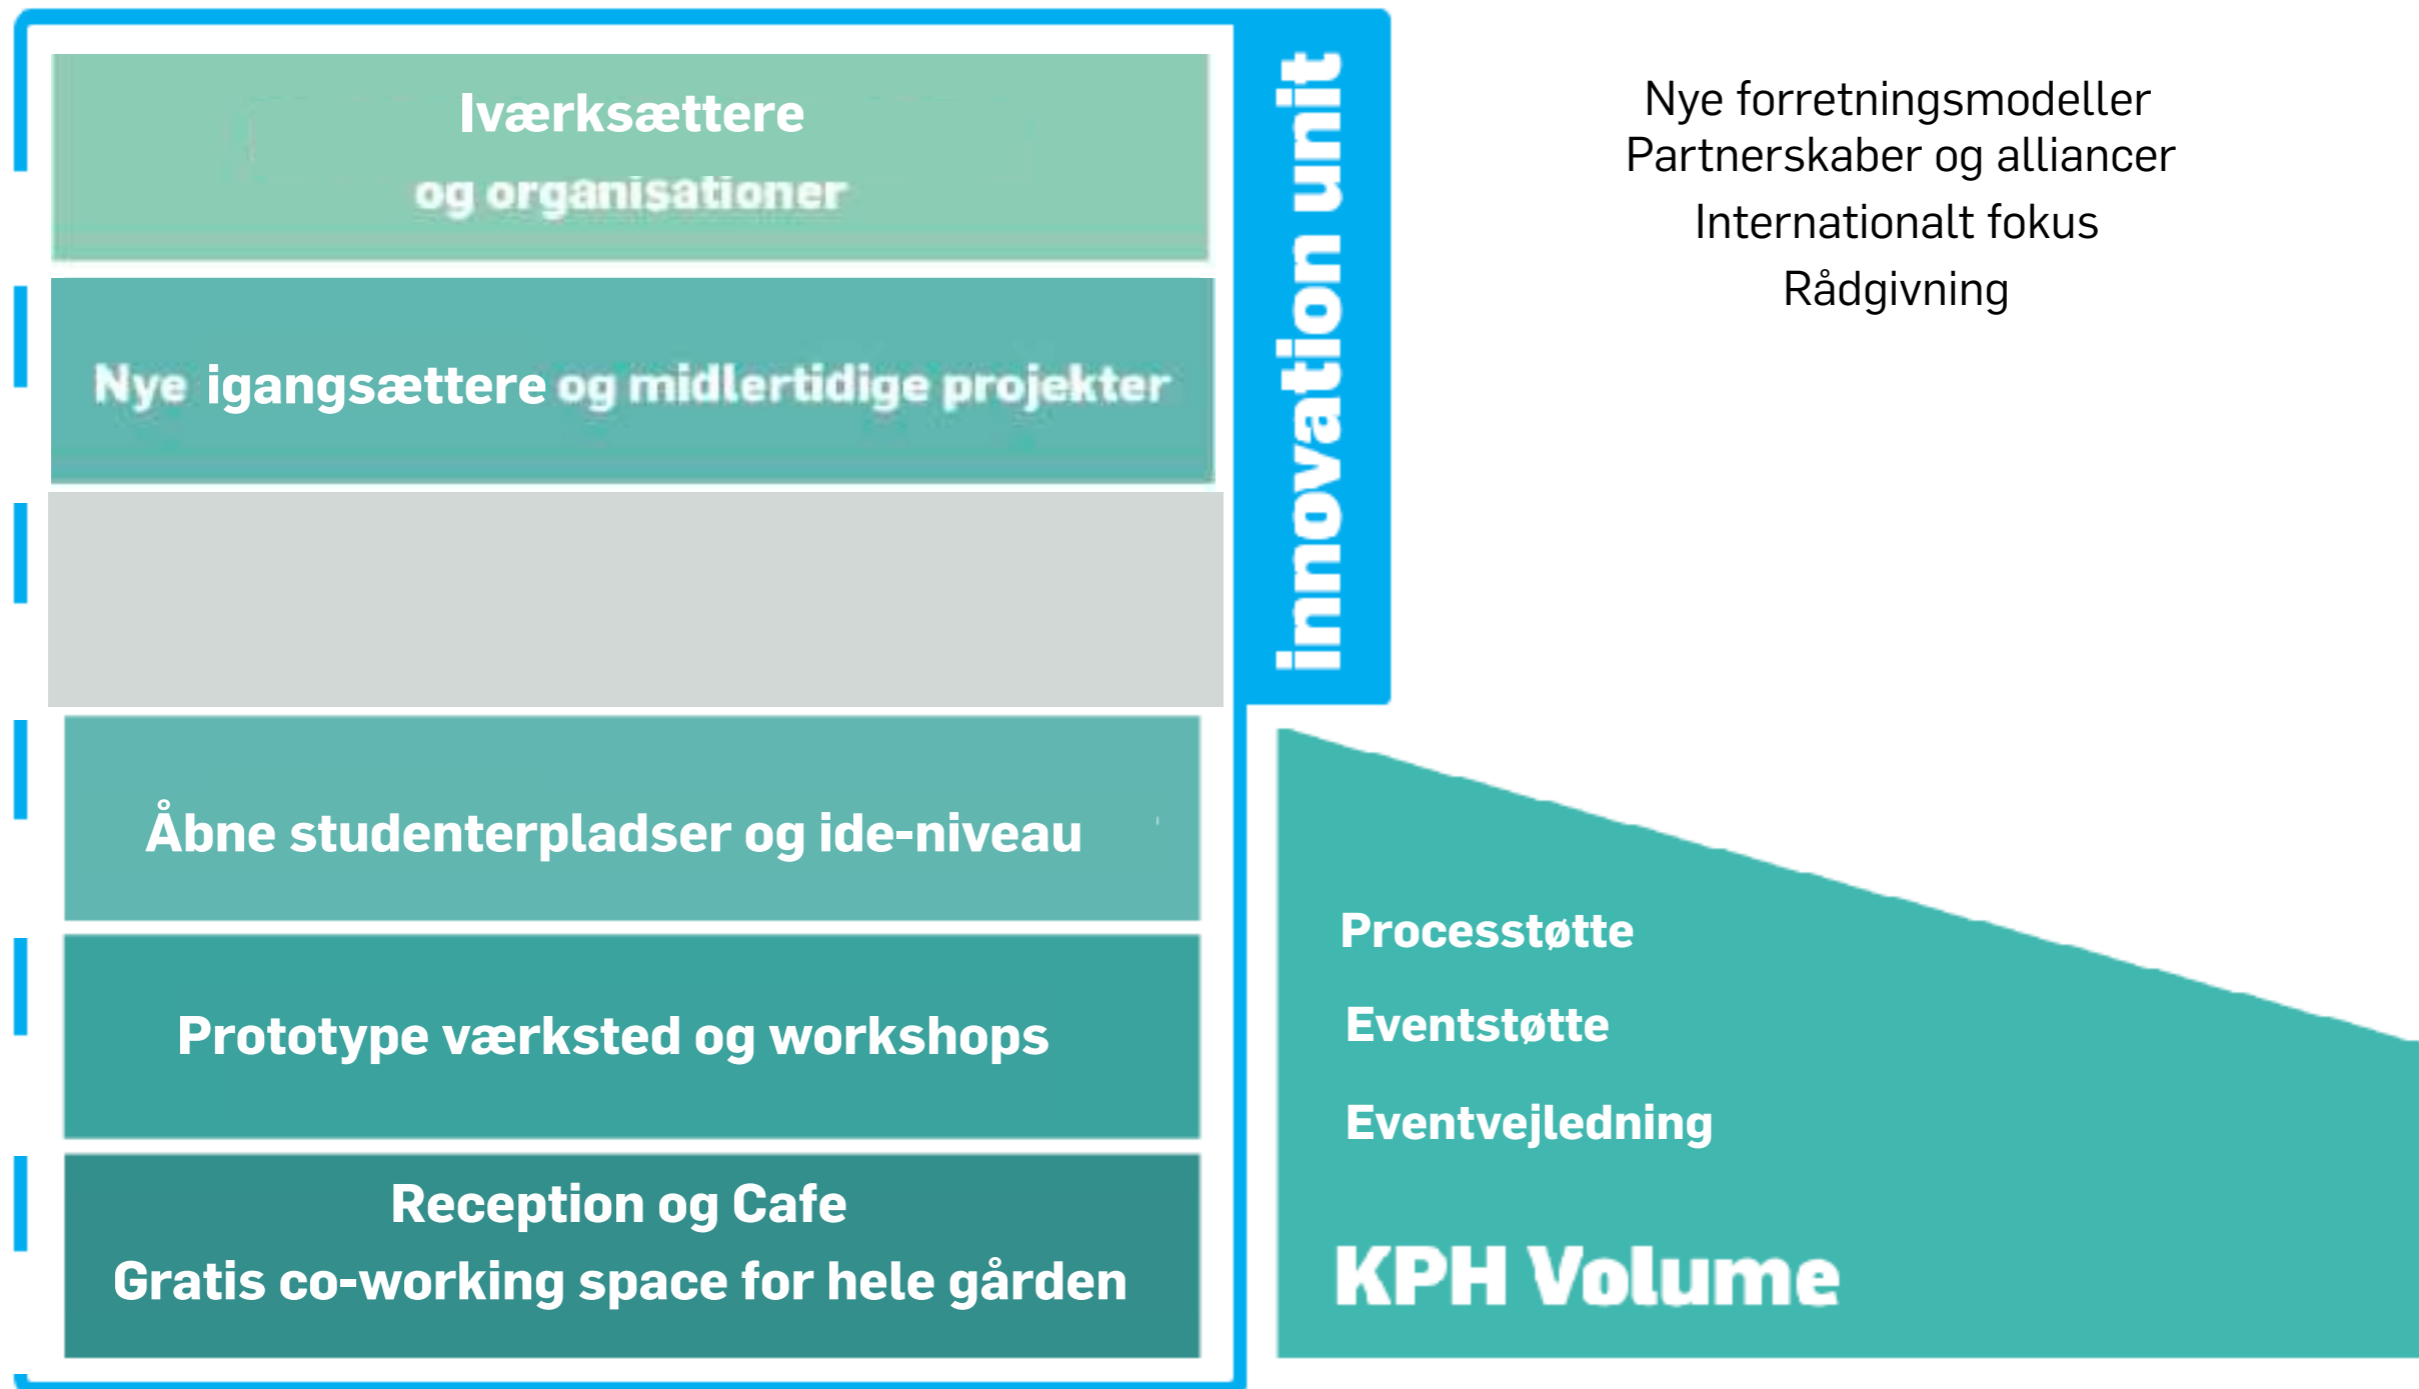 Iværksættere
og organisationer
Nye igangsættere og midlertidige projekter
Åbne studenterpladser og ide-niveau
Prototype værksted og workshops
Reception og Cafe
Gratis co-working space for hele gården
innovation unit
Nye forretningsmodeller
Partnerskaber og alliancer
Internationalt fokus
Rådgivning
Processtøtte
Eventstøtte
Eventvejledning
KPH Volume